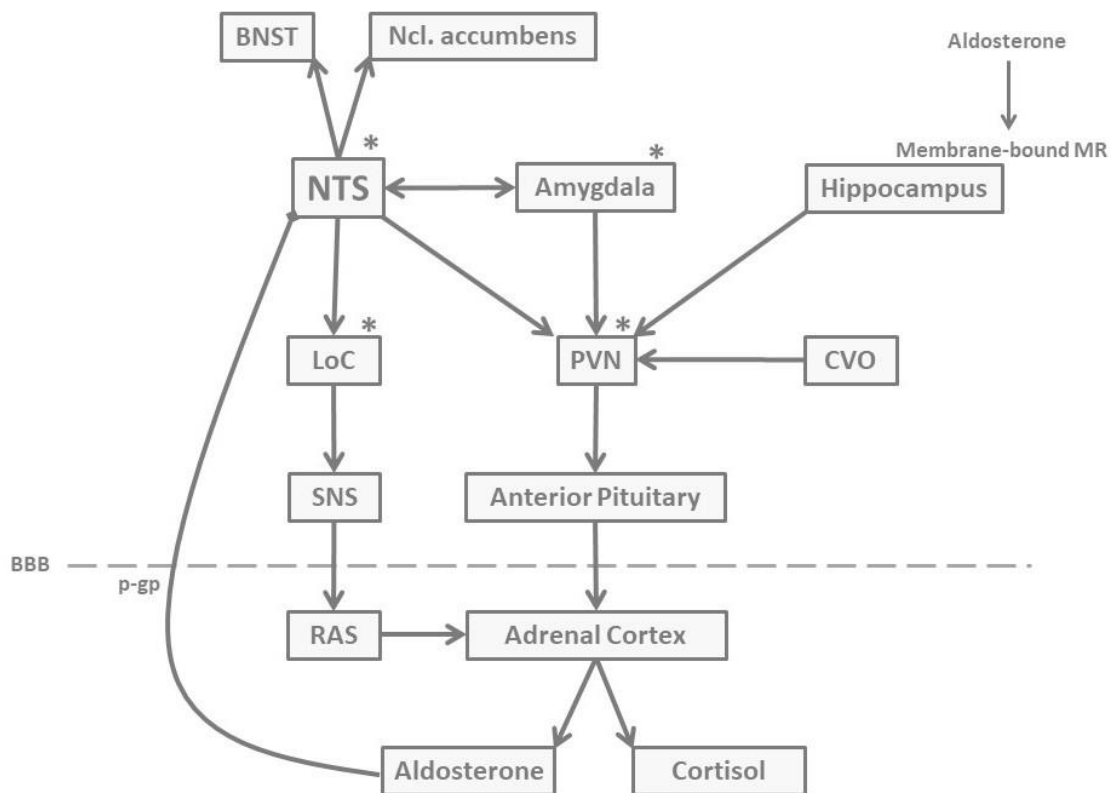 BNST
Ncl. accumbens
Aldosterone
*
*
Membrane-bound MR
NTS
Amygdala
Hippocampus
*
*
LoC
PVN
CVO
SNS
Anterior Pituitary
BBB
p-gp
RAS
Adrenal Cortex
Aldosterone
Cortisol